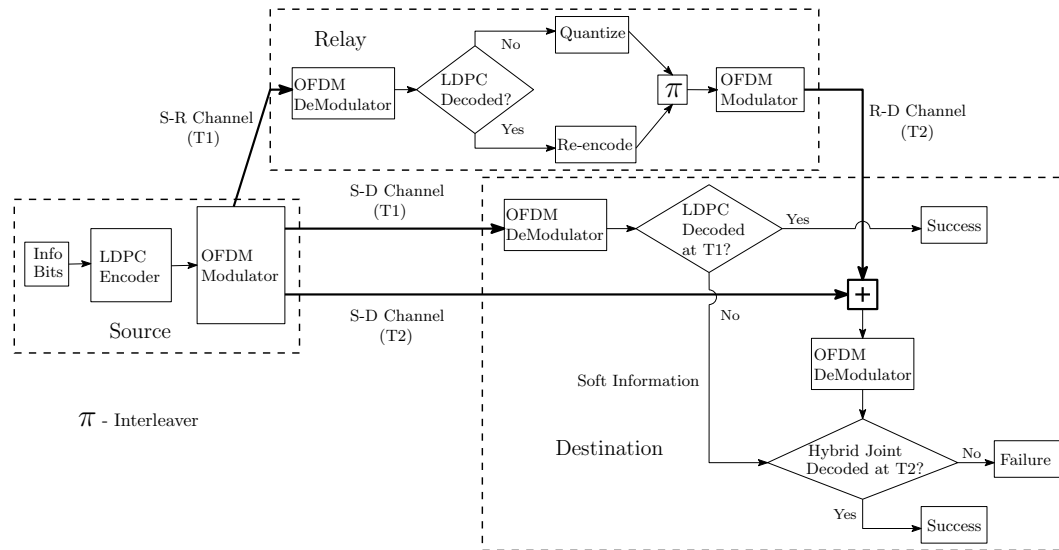 Relay
OFDM
DeModulator
LDPC
Decoded?
No
Yes
Quantize
Re-encode
π
OFDM
Modulator
S-R Channel
(T1)
R-D Channel
(T2)
S-D Channel
(T1)
Info
Bits
LDPC
Encoder
OFDM
Modulator
Source
S-D Channel
(T2)
OFDM
DeModulator
LDPC
Decoded
at T1?
Yes
Success
No
+
OFDM
DeModulator
Soft Information
π - Interleaver
Destination
Hybrid Joint
Decoded at T2?
No
Failure
Yes
Success